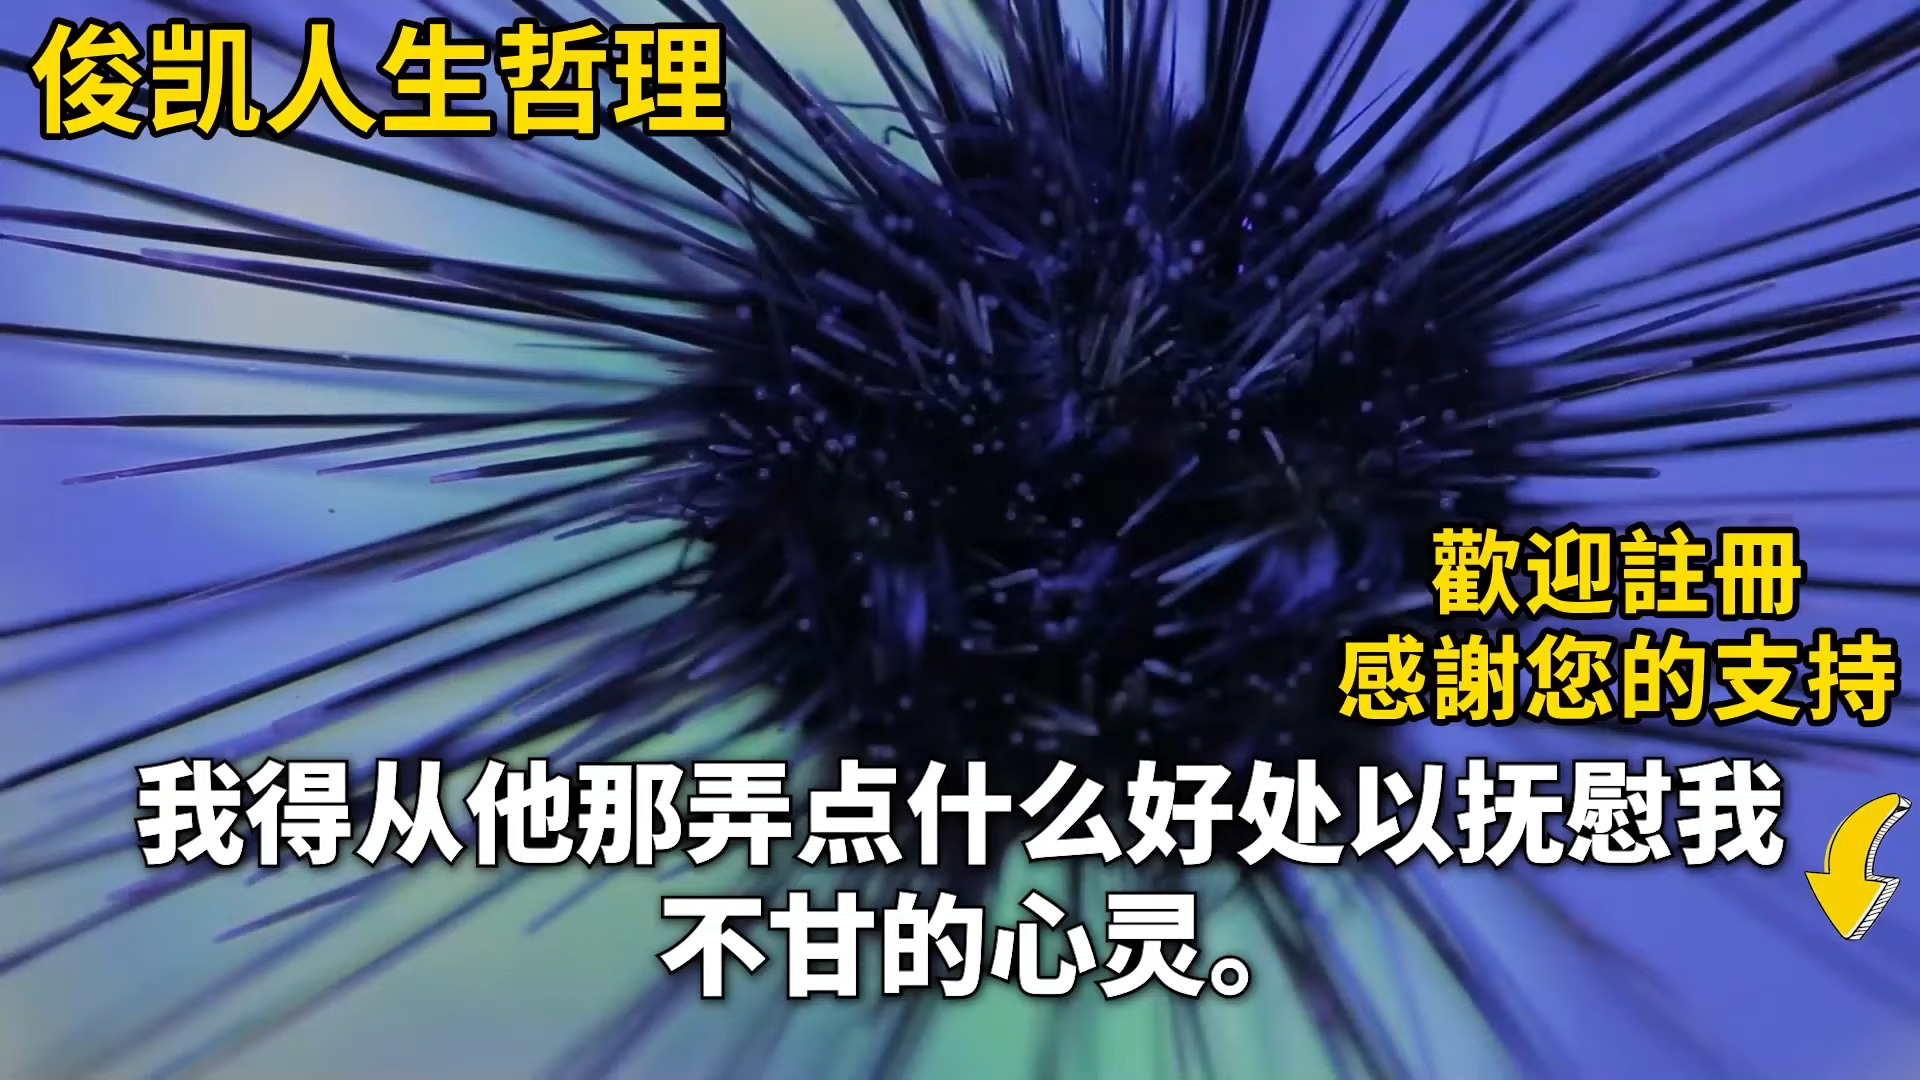 俊凯人生哲理
歡迎註冊
感謝您的支持
我得从他那弄点什么好处以抚慰我
不甘的心灵。